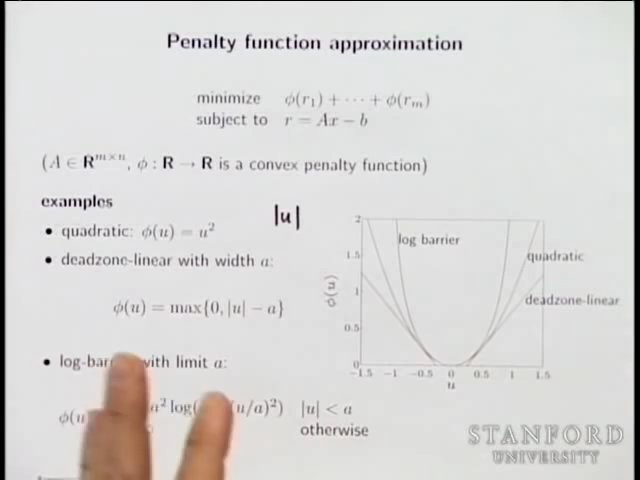 Penalty function approximation
minimize φ(r₁) + ⋯ + φ(rₘ)
subject to r = Ax − b
(A ∈ R^{m×n}, φ : R → R is a convex penalty function)
examples
|u|
• quadratic: φ(u) = u²
• deadzone-linear with width a:
φ(u) = max{0, |u| − a}
• log-bar with limit a:
φ(u a² log( (u/a)²) |u| < a
otherwise
log barrier
quadratic
deadzone-linear
φ(u)
2
1.5
1
0.5
0
−1.5 −1 −0.5 0 0.5 1 1.5
u
STANFORD
UNIVERSITY